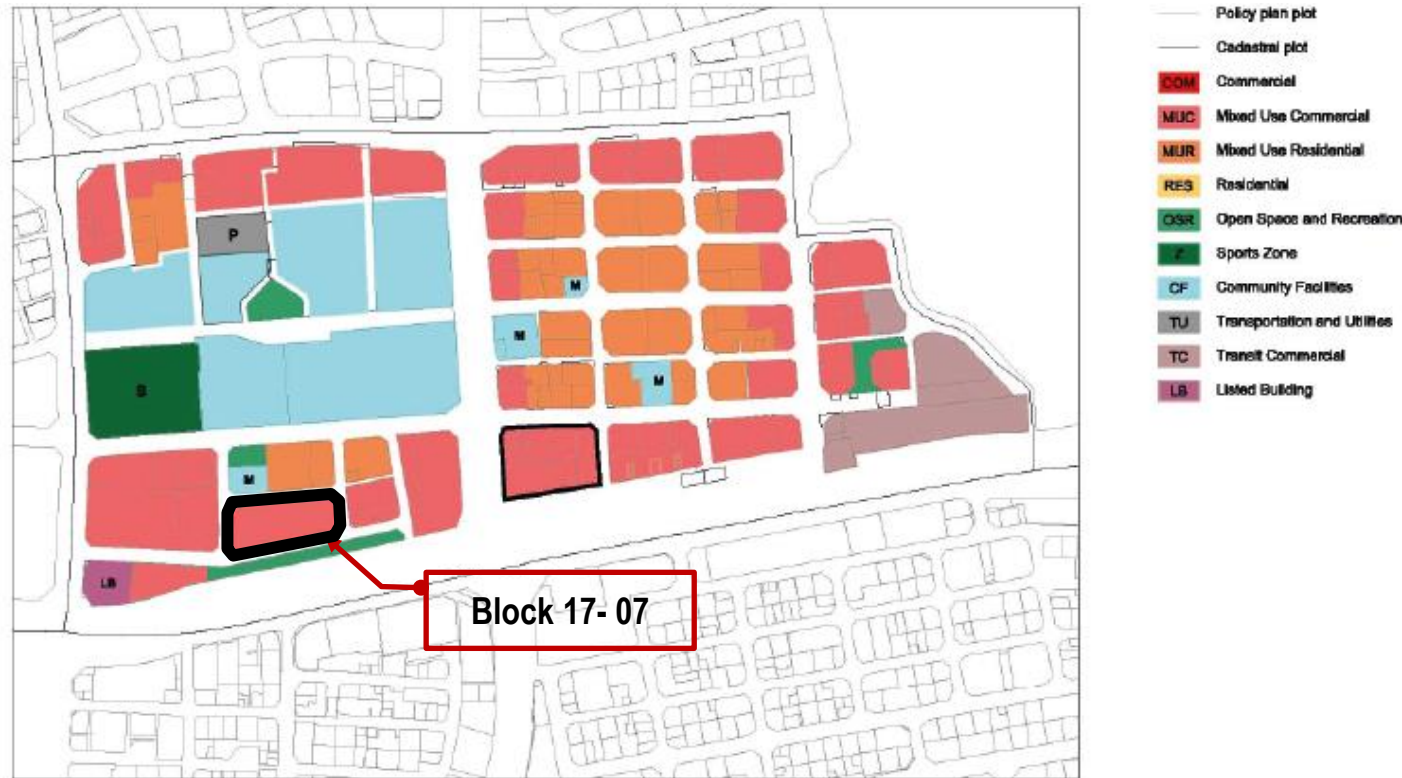 Policy plan plot
Cadastral plot
COM Commercial
MUC Mixed Use Commercial
MUR Mixed Use Residential
RES Residential
OSR Open Space and Recreation
Sports Zone
CF Community Facilities
TU Transportation and Utilities
TC Transit Commercial
LB Listed Building
P
M
M
S
M
M
LB
Block 17- 07